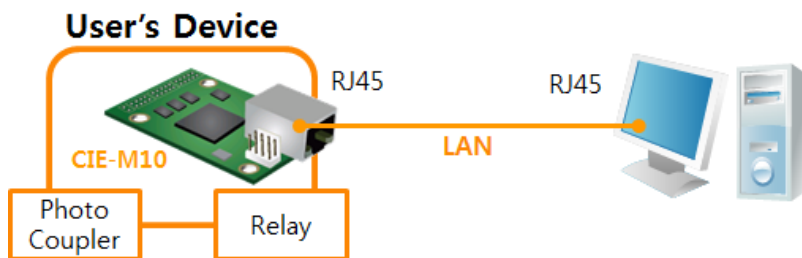 User's Device
RJ45
RJ45
CIE-M10
LAN
Photo
Coupler
Relay